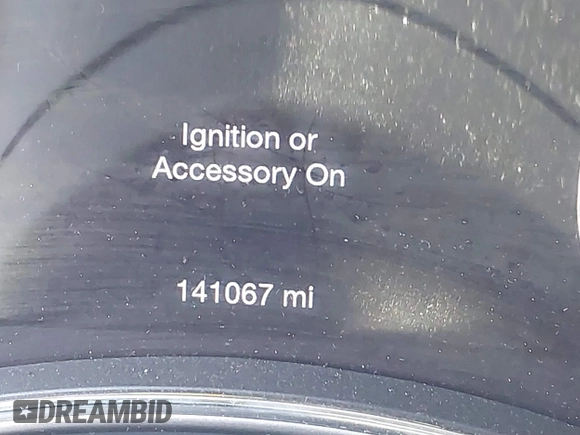 Ignition or
Accessory On
141067 mi
DREAMBID